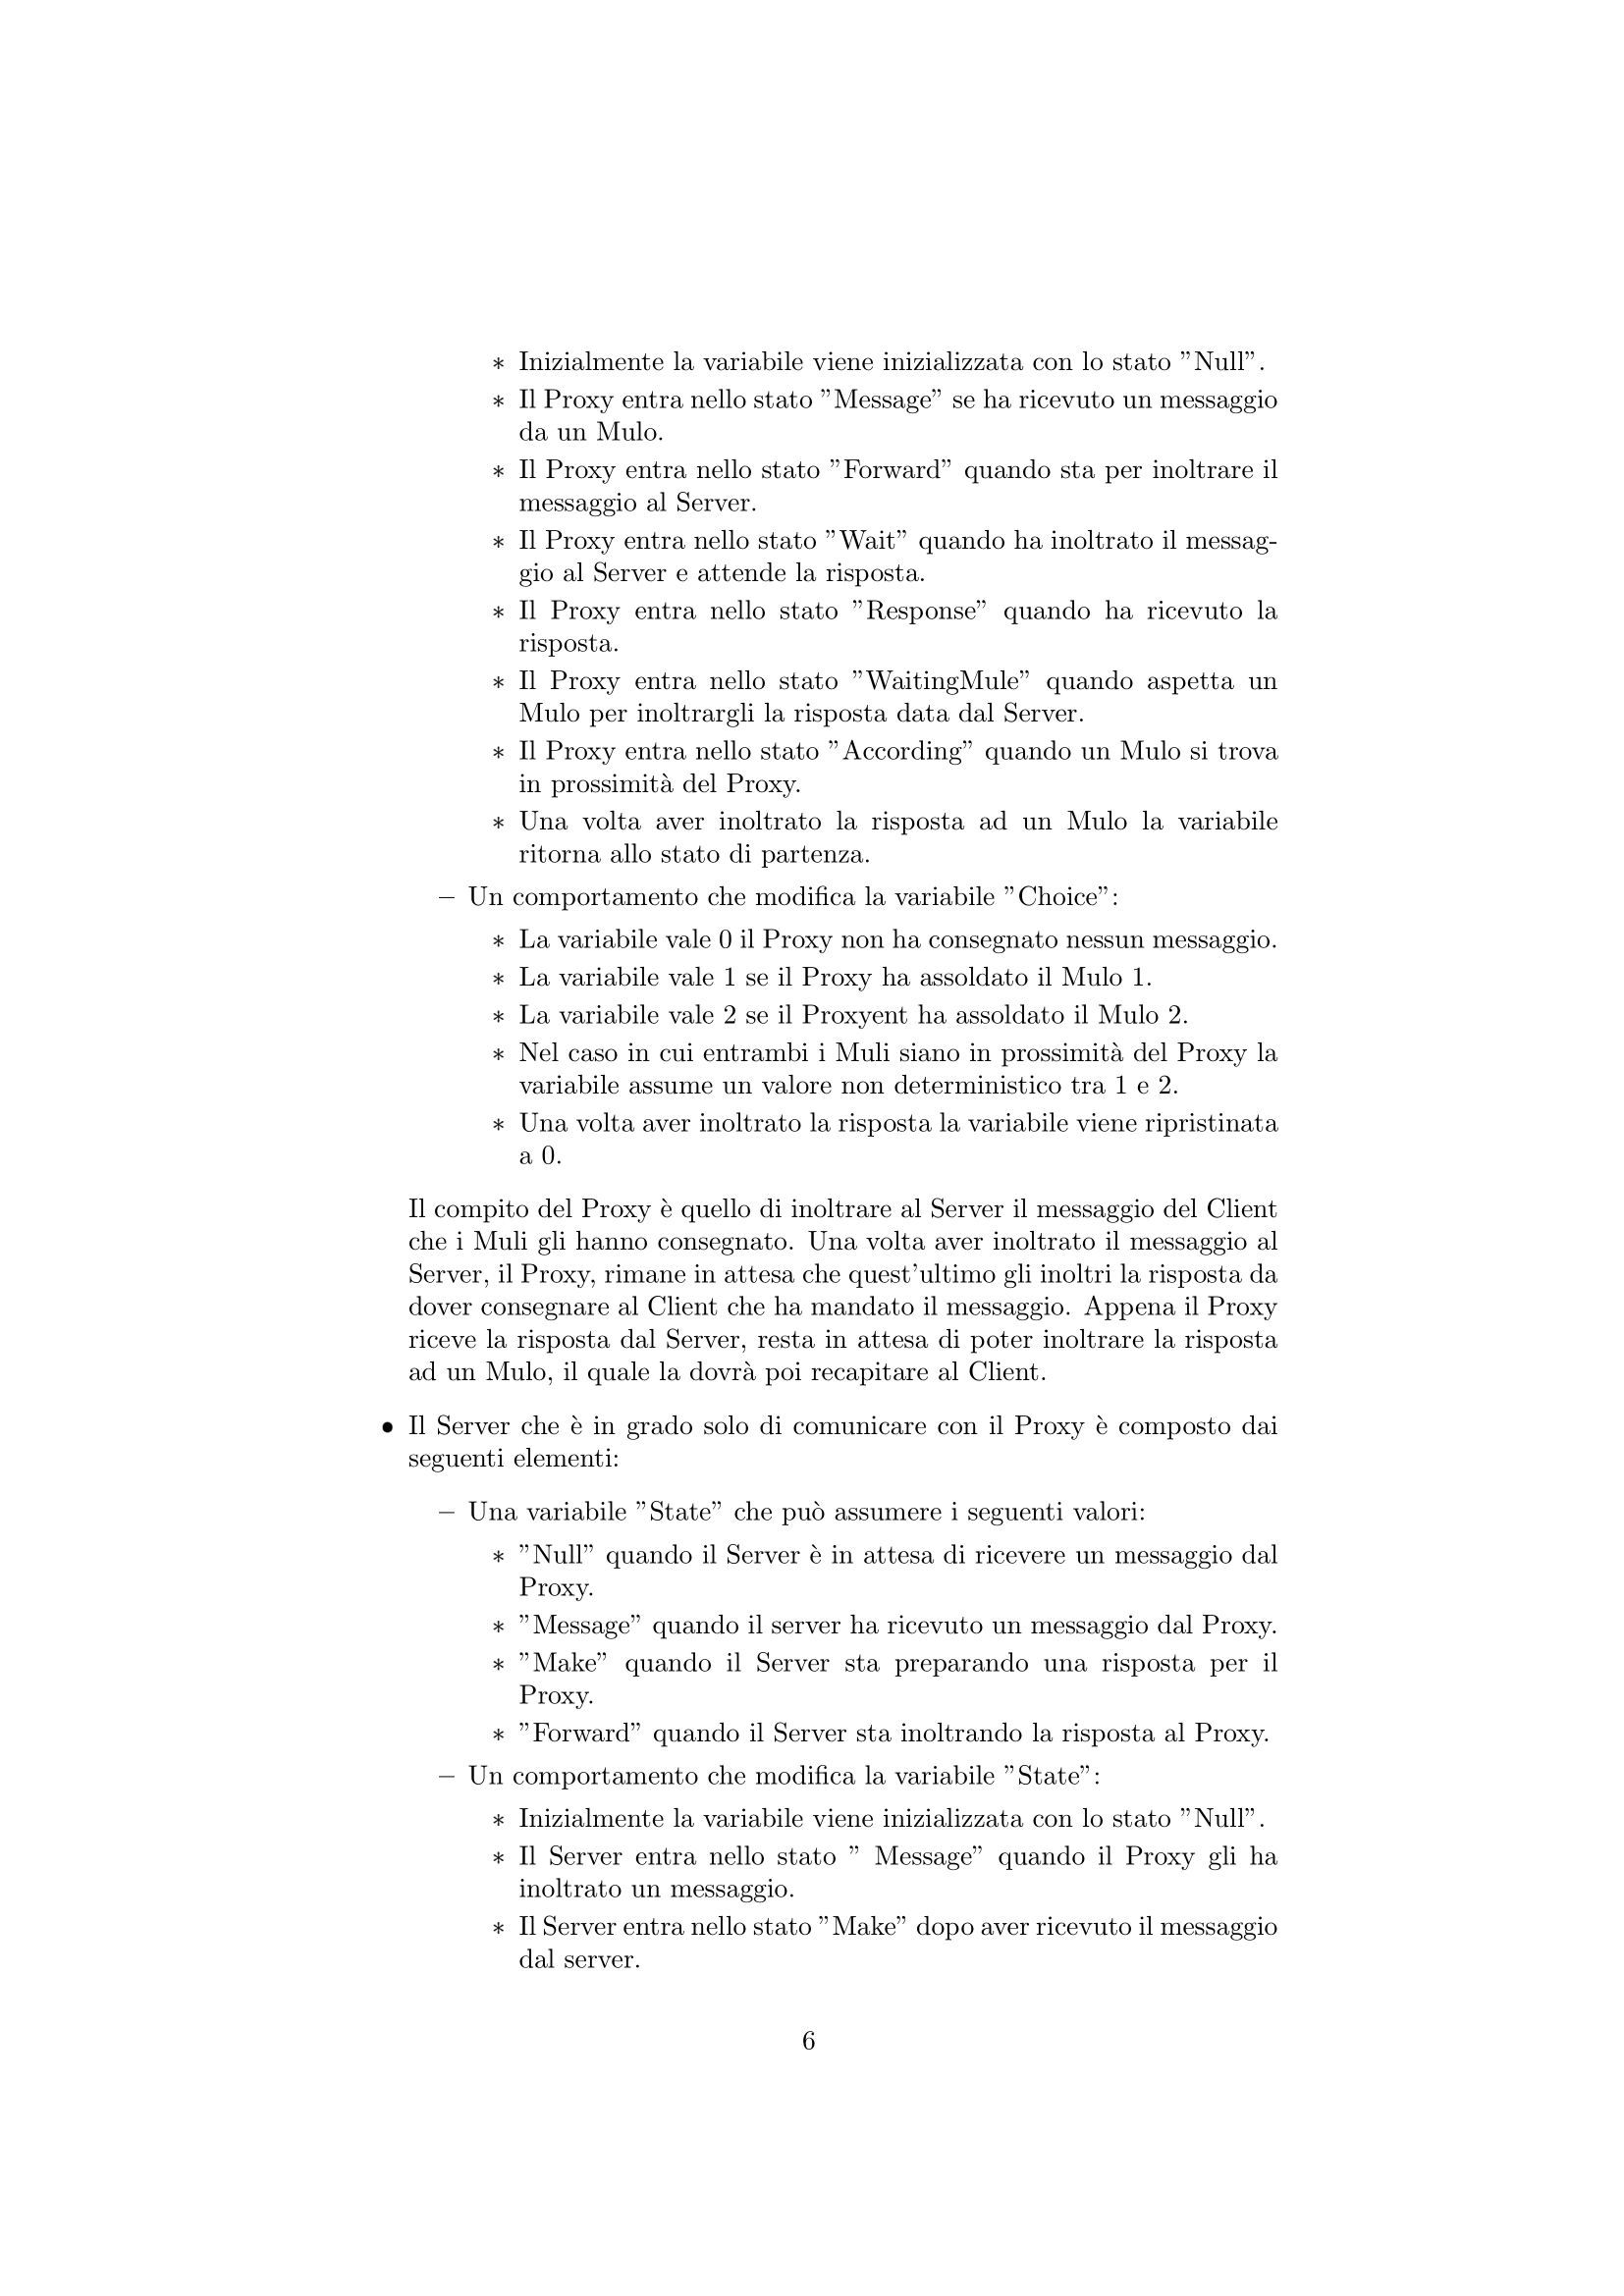 ∗ Inizialmente la variabile viene inizializzata con lo stato ”Null”.
∗ Il Proxy entra nello stato ”Message” se ha ricevuto un messaggio
da un Mulo.
∗ Il Proxy entra nello stato ”Forward” quando sta per inoltrare il
messaggio al Server.
∗ Il Proxy entra nello stato ”Wait” quando ha inoltrato il messag-
gio al Server e attende la risposta.
∗ Il Proxy entra nello stato ”Response” quando ha ricevuto la
risposta.
∗ Il Proxy entra nello stato ”WaitingMule” quando aspetta un
Mulo per inoltrargli la risposta data dal Server.
∗ Il Proxy entra nello stato ”According” quando un Mulo si trova
in prossimità del Proxy.
∗ Una volta aver inoltrato la risposta ad un Mulo la variabile
ritorna allo stato di partenza.
– Un comportamento che modifica la variabile ”Choice”:
∗ La variabile vale 0 il Proxy non ha consegnato nessun messaggio.
∗ La variabile vale 1 se il Proxy ha assoldato il Mulo 1.
∗ La variabile vale 2 se il Proxyent ha assoldato il Mulo 2.
∗ Nel caso in cui entrambi i Muli siano in prossimità del Proxy la
variabile assume un valore non deterministico tra 1 e 2.
∗ Una volta aver inoltrato la risposta la variabile viene ripristinata
a 0.
Il compito del Proxy è quello di inoltrare al Server il messaggio del Client
che i Muli gli hanno consegnato. Una volta aver inoltrato il messaggio al
Server, il Proxy, rimane in attesa che quest’ultimo gli inoltri la risposta da
dover consegnare al Client che ha mandato il messaggio. Appena il Proxy
riceve la risposta dal Server, resta in attesa di poter inoltrare la risposta
ad un Mulo, il quale la dovrà poi recapitare al Client.
• Il Server che è in grado solo di comunicare con il Proxy è composto dai
seguenti elementi:
– Una variabile ”State” che può assumere i seguenti valori:
∗ ”Null” quando il Server è in attesa di ricevere un messaggio dal
Proxy.
∗ ”Message” quando il server ha ricevuto un messaggio dal Proxy.
∗ ”Make” quando il Server sta preparando una risposta per il
Proxy.
∗ ”Forward” quando il Server sta inoltrando la risposta al Proxy.
– Un comportamento che modifica la variabile ”State”:
∗ Inizialmente la variabile viene inizializzata con lo stato ”Null”.
∗ Il Server entra nello stato ” Message” quando il Proxy gli ha
inoltrato un messaggio.
∗ Il Server entra nello stato ”Make” dopo aver ricevuto il messaggio
dal server.
6